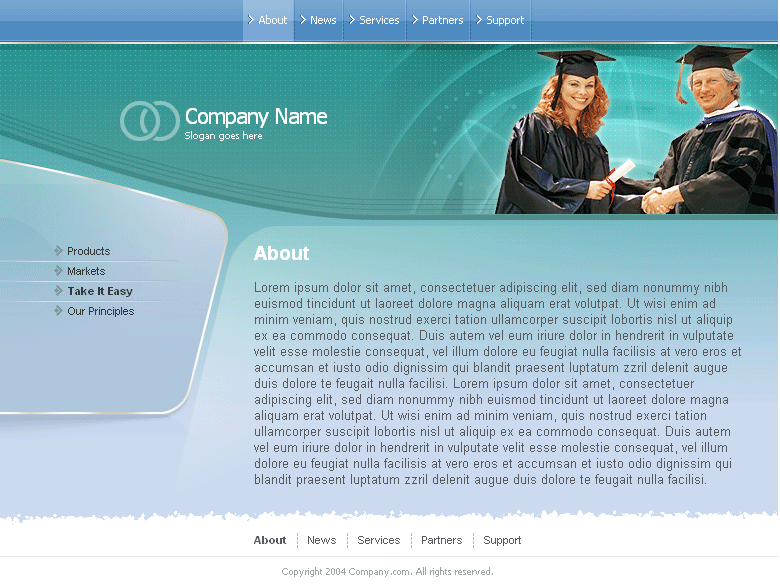 About News Services Partners Support
Company Name
Slogan goes here
Products
Markets
Take It Easy
Our Principles
About
Lorem ipsum dolor sit amet, consectetuer adipiscing elit, sed diam nonummy nibh
euismod tincidunt ut laoreet dolore magna aliquam erat volutpat. Ut wisi enim ad
minim veniam, quis nostrud exerci tation ullamcorper suscipit lobortis nisl ut aliquip
ex ea commodo consequat. Duis autem vel eum iriure dolor in hendrerit in vulputate
velit esse molestie consequat, vel illum dolore eu feugiat nulla facilisis at vero eros et
accumsan et iusto odio dignissim qui blandit praesent luptatum zzril delenit augue
duis dolore te feugait nulla facilisi. Lorem ipsum dolor sit amet, consectetuer
adipiscing elit, sed diam nonummy nibh euismod tincidunt ut laoreet dolore magna
aliquam erat volutpat. Ut wisi enim ad minim veniam, quis nostrud exerci tation
ullamcorper suscipit lobortis nisl ut aliquip ex ea commodo consequat. Duis autem
vel eum iriure dolor in hendrerit in vulputate velit esse molestie consequat, vel illum
dolore eu feugiat nulla facilisis at vero eros et accumsan et iusto odio dignissim qui
blandit praesent luptatum zzril delenit augue duis dolore te feugait nulla facilisi.
About News Services Partners Support
Copyright 2004 Company.com. All rights reserved.